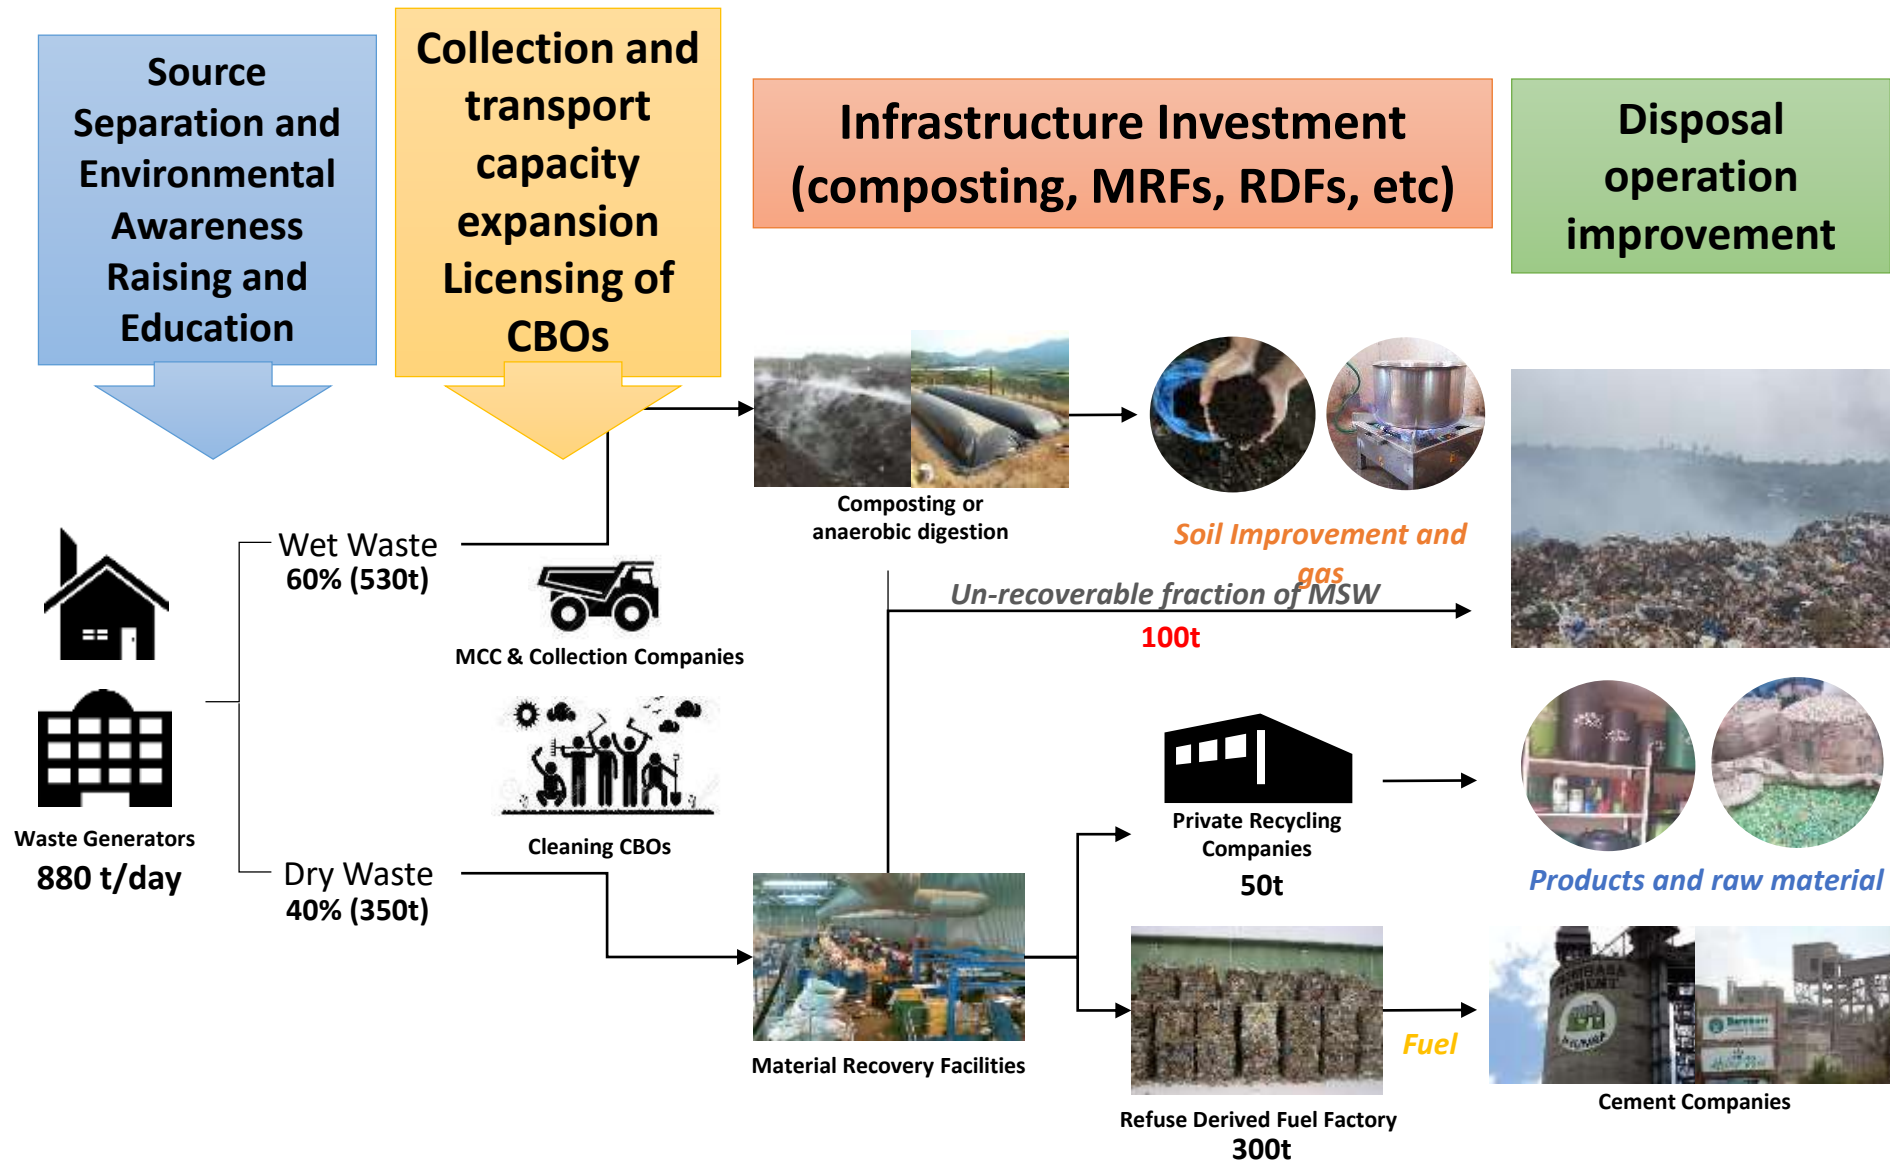 Source
Separation and
Environmental
Awareness
Raising and
Education
Collection and
transport
capacity
expansion
Licensing of
CBOs
Infrastructure Investment
(composting, MRFs, RDFs, etc)
Disposal
operation
improvement
Composting or
anaerobic digestion
Soil Improvement and
gas
Wet Waste
60% (530t)
Un-recoverable fraction of MSW
100t
MCC & Collection Companies
Cleaning CBOs
Waste Generators
880 t/day
Dry Waste
40% (350t)
Private Recycling
Companies
50t
Products and raw material
Material Recovery Facilities
Fuel
Refuse Derived Fuel Factory
300t
Cement Companies